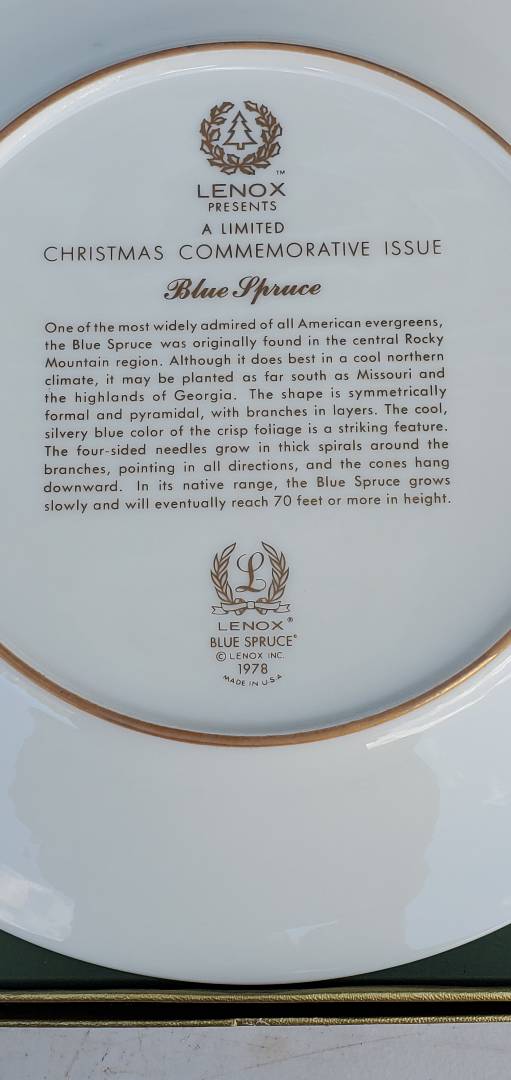 ™
LENOX
PRESENTS
A LIMITED
CHRISTMAS COMMEMORATIVE ISSUE
Blue Spruce
One of the most widely admired of all American evergreens,
the Blue Spruce was originally found in the central Rocky
Mountain region. Although it does best in a cool northern
climate, it may be planted as far south as Missouri and
the highlands of Georgia. The shape is symmetrically
formal and pyramidal, with branches in layers. The cool,
silvery blue color of the crisp foliage is a striking feature.
The four-sided needles grow in thick spirals around the
branches, pointing in all directions, and the cones hang
downward. In its native range, the Blue Spruce grows
slowly and will eventually reach 70 feet or more in height.
L
LENOX®
BLUE SPRUCE©
© LENOX INC.
1978
MADE IN U.S.A